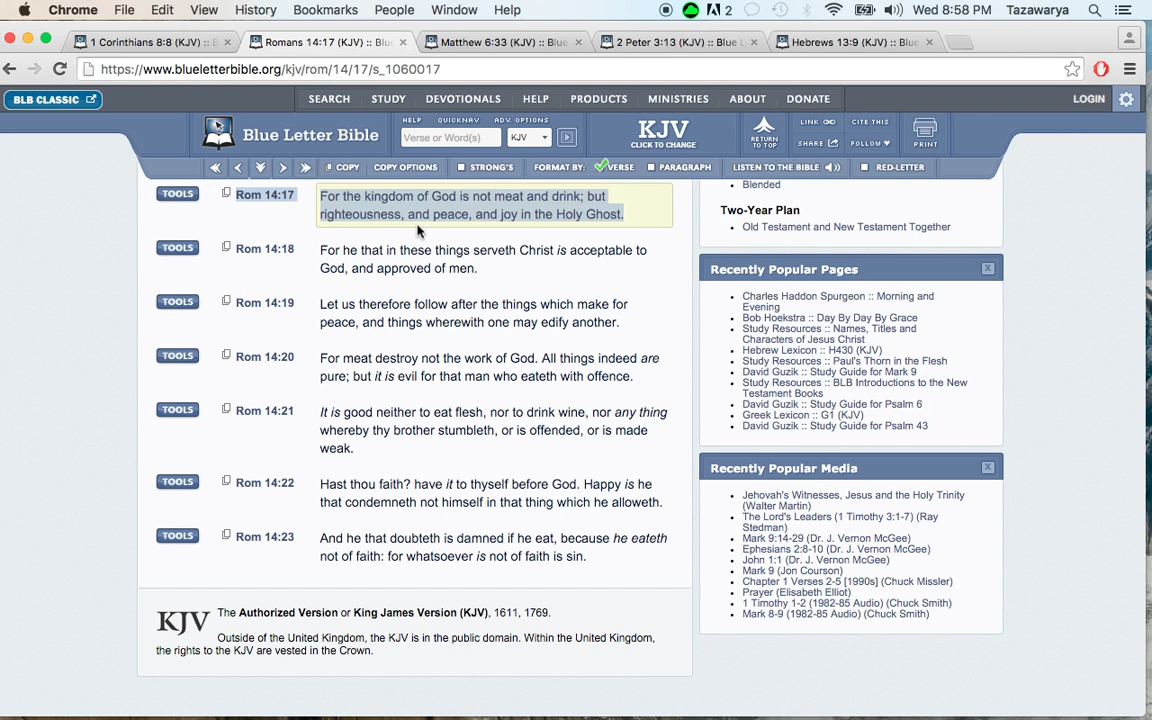 Chrome File Edit View History Bookmarks People Window Help 2 Wed 8:58 PM Tazawarya
1 Corinthians 8:8 (KJV) :: B Romans 14:17 (KJV) :: Blu Matthew 6:33 (KJV) :: Blue 2 Peter 3:13 (KJV) :: Blue L Hebrews 13:9 (KJV) :: Blue
https://www.blueletterbible.org/kjv/rom/14/17/s_1060017
BLB CLASSIC SEARCH STUDY DEVOTIONALS HELP PRODUCTS MINISTRIES ABOUT DONATE LOGIN
Blue Letter Bible
HELP QUICKNAV ADV. OPTIONS
Verse or Word(s) KJV
KJV
CLICK TO CHANGE
RETURN
TO TOP
LINK CITE THIS
SHARE FOLLOW
PRINT
COPY COPY OPTIONS STRONG'S FORMAT BY: VERSE PARAGRAPH LISTEN TO THE BIBLE RED-LETTER
TOOLS Rom 14:17 For the kingdom of God is not meat and drink; but
righteousness, and peace, and joy in the Holy Ghost.
TOOLS Rom 14:18 For he that in these things serveth Christ is acceptable to
God, and approved of men.
TOOLS Rom 14:19 Let us therefore follow after the things which make for
peace, and things wherewith one may edify another.
TOOLS Rom 14:20 For meat destroy not the work of God. All things indeed are
pure; but it is evil for that man who eateth with offence.
TOOLS Rom 14:21 It is good neither to eat flesh, nor to drink wine, nor any thing
whereby thy brother stumbleth, or is offended, or is made
weak.
TOOLS Rom 14:22 Hast thou faith? have it to thyself before God. Happy is he
that condemneth not himself in that thing which he alloweth.
TOOLS Rom 14:23 And he that doubteth is damned if he eat, because he eateth
not of faith: for whatsoever is not of faith is sin.
KJV The Authorized Version or King James Version (KJV), 1611, 1769.
Outside of the United Kingdom, the KJV is in the public domain. Within the United Kingdom,
the rights to the KJV are vested in the Crown.
Blended
Two-Year Plan
Old Testament and New Testament Together
Recently Popular Pages
Charles Haddon Spurgeon :: Morning and
Evening
Bob Hoekstra :: Day By Day By Grace
Study Resources :: Names, Titles and
Characters of Jesus Christ
Hebrew Lexicon :: H430 (KJV)
Study Resources :: Paul's Thorn in the Flesh
David Guzik :: Study Guide for Mark 9
Study Resources :: BLB Introductions to the New
Testament Books
David Guzik :: Study Guide for Psalm 6
Greek Lexicon :: G1 (KJV)
David Guzik :: Study Guide for Psalm 43
Recently Popular Media
Jehovah's Witnesses, Jesus and the Holy Trinity
(Walter Martin)
The Lord's Leaders (1 Timothy 3:1-7) (Ray
Stedman)
Mark 9:14-29 (Dr. J. Vernon McGee)
Ephesians 2:8-10 (Dr. J. Vernon McGee)
John 1:1 (Dr. J. Vernon McGee)
Mark 9 (Jon Courson)
Chapter 1 Verses 2-5 [1990s] (Chuck Missler)
Prayer (Elisabeth Elliot)
1 Timothy 1-2 (1982-85 Audio) (Chuck Smith)
Mark 8-9 (1982-85 Audio) (Chuck Smith)